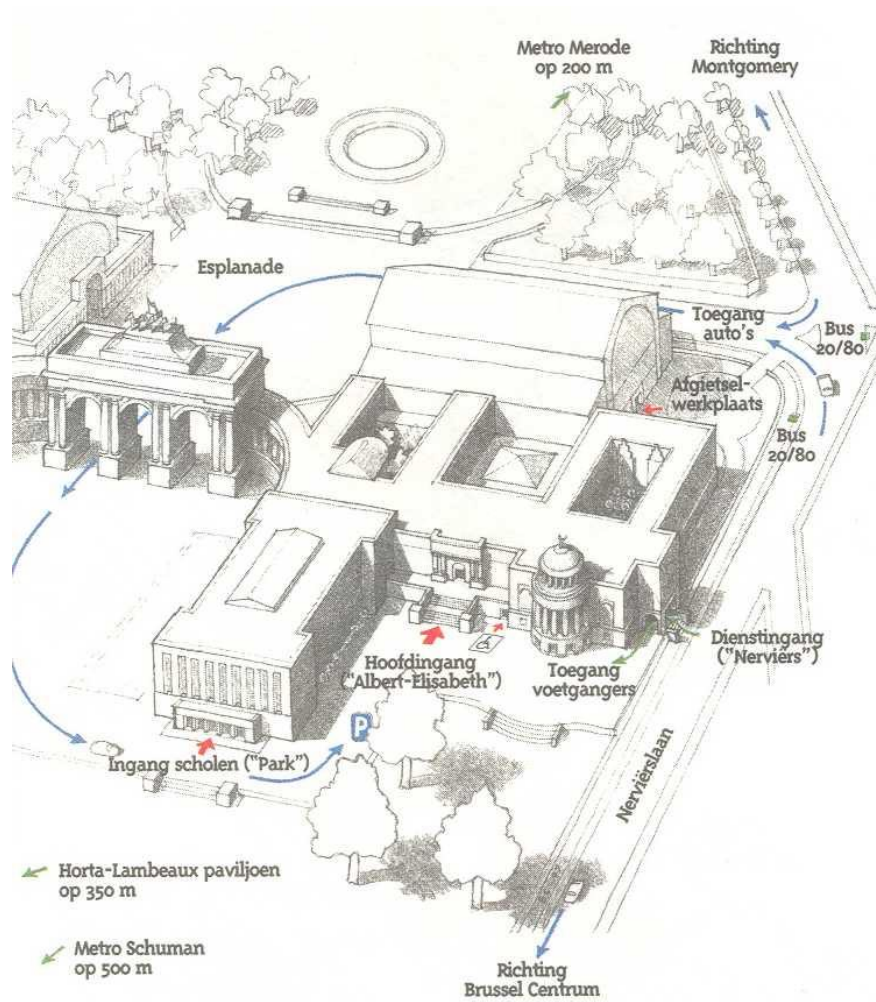 Metro Merode
op 200 m
Richting
Montgomery
Esplanade
Toegang
auto's
Bus
20/80
Afgietsel-
werkplaats
Bus
20/80
Hoofdingang
("Albert-Elisabeth")
Toegang
voetgangers
Dienstingang
("Nerviërs")
P
Ingang scholen ("Park")
Nerviërslaan
Horta-Lambeaux paviljoen
op 350 m
Metro Schuman
op 500 m
Richting
Brussel Centrum